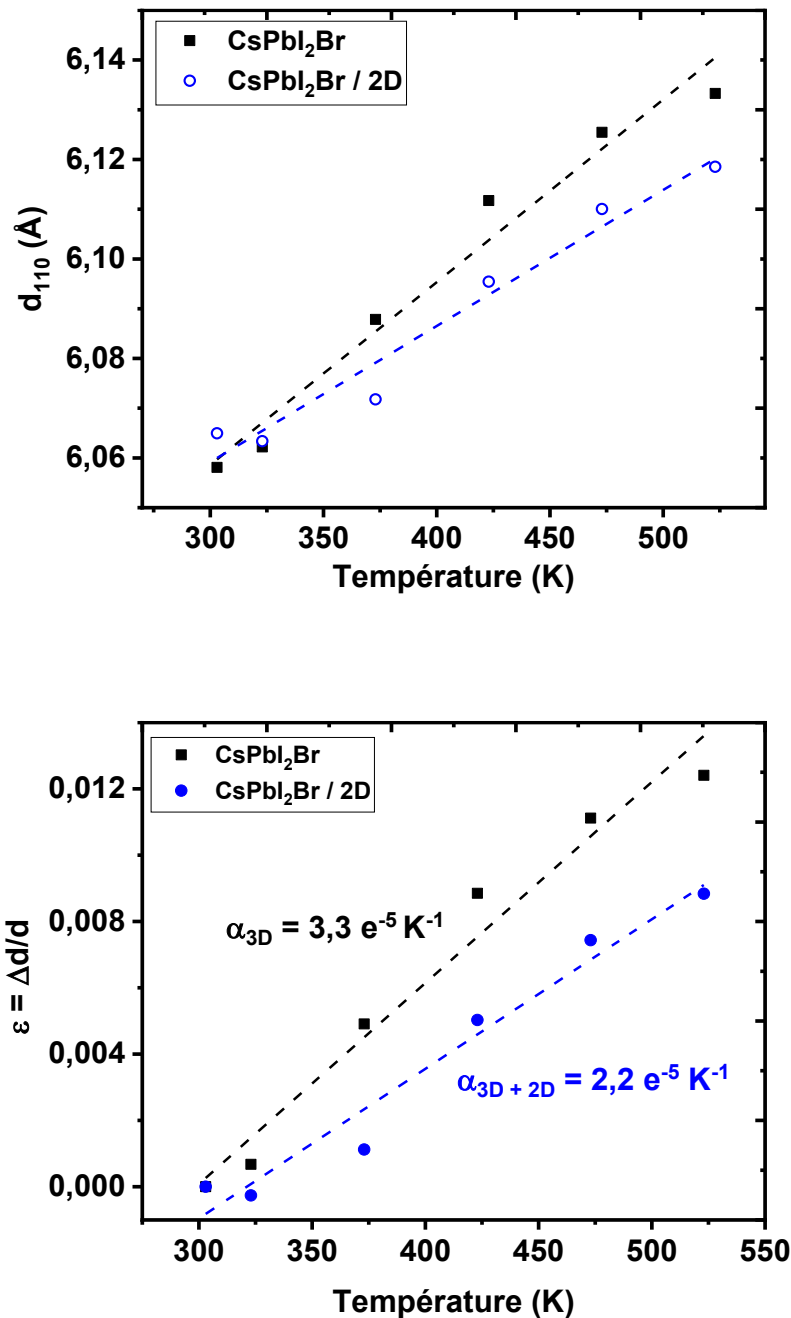 CsPbI₂Br
CsPbI₂Br / 2D
6,14
6,12
6,10
6,08
6,06
d₁₁₀ (Å)
300 350 400 450 500
Température (K)
CsPbI₂Br
CsPbI₂Br / 2D
0,012
0,008
0,004
0,000
ε = Δd/d
α3D = 3,3 e⁻⁵ K⁻¹
α3D + 2D = 2,2 e⁻⁵ K⁻¹
300 350 400 450 500 550
Température (K)